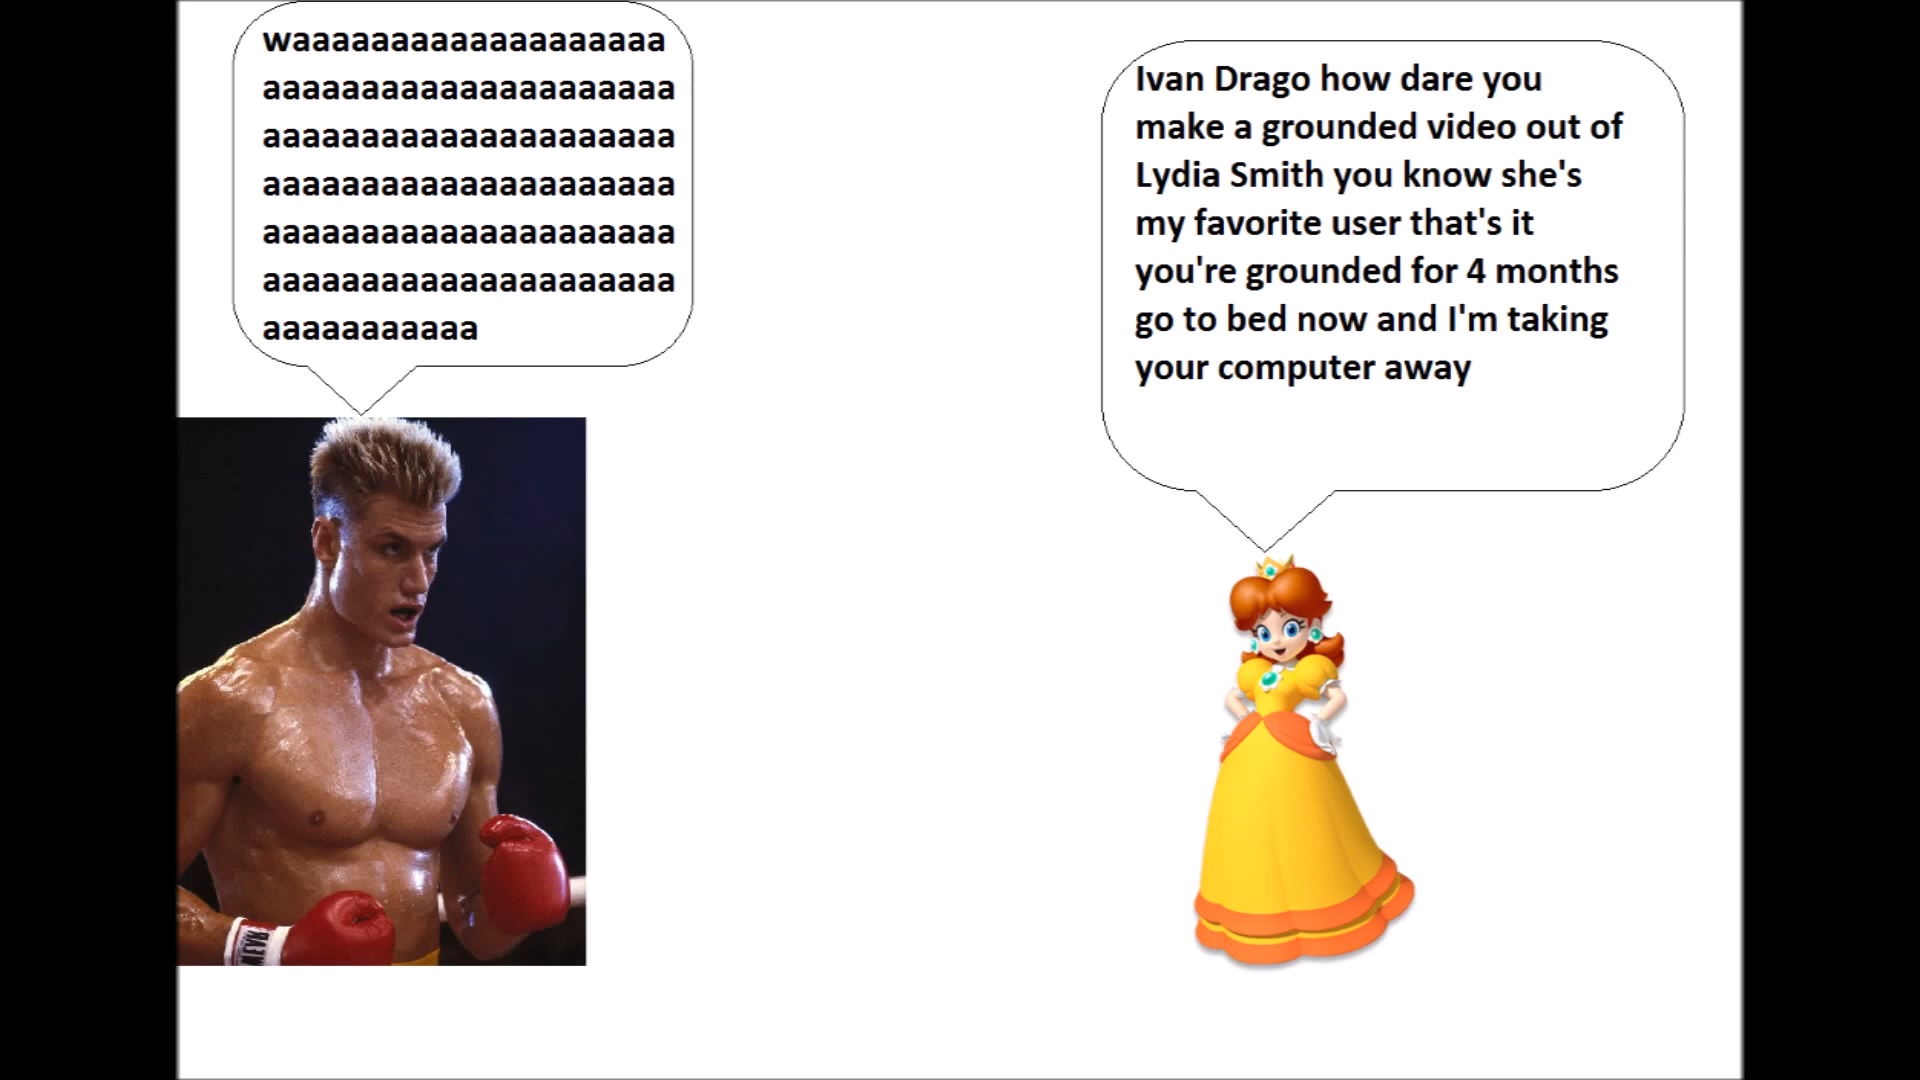 waaaaaaaaaaaaaaaaaaa
aaaaaaaaaaaaaaaaaaaaa
aaaaaaaaaaaaaaaaaaaaa
aaaaaaaaaaaaaaaaaaaaa
aaaaaaaaaaaaaaaaaaaaa
aaaaaaaaaaaaaaaaaaaaa
aaaaaaaaaaa
Ivan Drago how dare you
make a grounded video out of
Lydia Smith you know she's
my favorite user that's it
you're grounded for 4 months
go to bed now and I'm taking
your computer away